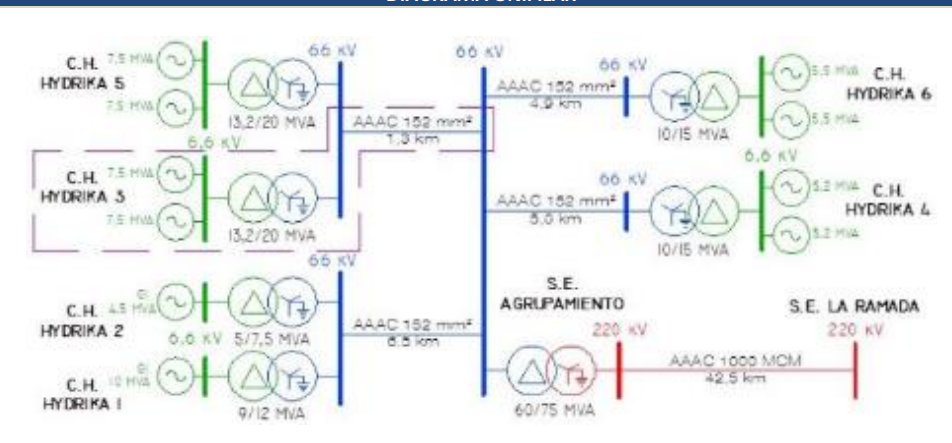 DIAGRAMA UNIFILAR
C.H.
HYDRIKA 5
7,5 MVA
7,5 MVA
13,2/20 MVA
66 KV
6,6 KV
AAAC 152 mm²
1,3 km
C.H.
HYDRIKA 3
7,5 MVA
7,5 MVA
13,2/20 MVA
66 KV
C.H.
HYDRIKA 2
G1
4,5 MVA
5/7,5 MVA
6,6 KV
66 KV
AAAC 152 mm²
6,5 km
C.H.
HYDRIKA 1
G1
10 MVA
9/12 MVA
AAAC 152 mm²
4,9 km
66 KV
10/15 MVA
5,5 MVA
5,5 MVA
C.H.
HYDRIKA 6
6,6 KV
AAAC 152 mm²
5,0 km
66 KV
10/15 MVA
5,2 MVA
5,2 MVA
C.H.
HYDRIKA 4
S.E.
AGRUPAMIENTO
220 KV
60/75 MVA
AAAC 1000 MCM
42,5 km
S.E. LA RAMADA
220 KV